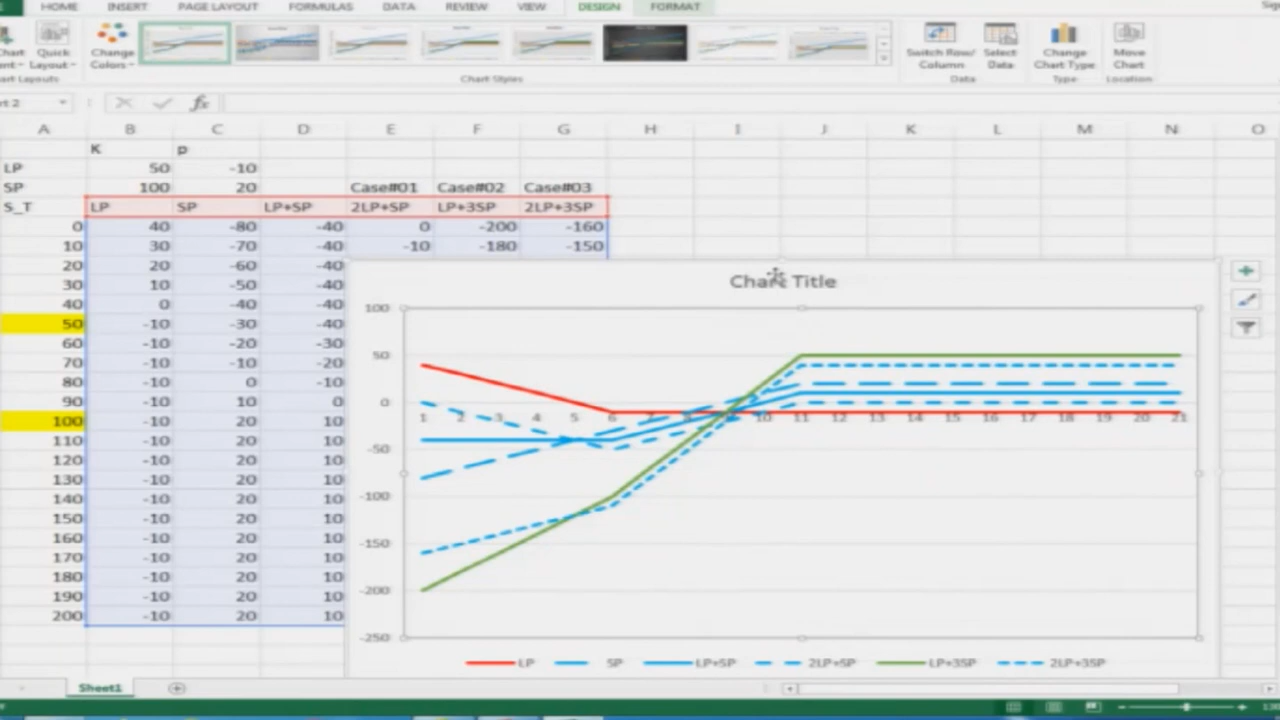 HOME INSERT PAGE LAYOUT FORMULAS DATA REVIEW VIEW DESIGN FORMAT
Quick Layout
Change Colors
Switch Row/ Column
Select Data
Change Chart Type
Move Chart
Chart Styles
Data
Type
Location
fx
A B C D E F G H I J K L M N O
K p
LP 50 -10
SP 100 20 Case#01 Case#02 Case#03
S_T LP SP LP+SP 2LP+SP LP+3SP 2LP+3SP
0 40 -80 -40 0 -200 -160
10 30 -70 -40 -10 -180 -150
20 20 -60 -40
30 10 -50 -40
40 0 -40 -40
50 -10 -30 -40
60 -10 -20 -30
70 -10 -10 -20
80 -10 0 -10
90 -10 10 0
100 -10 20 10
110 -10 20 10
120 -10 20 10
130 -10 20 10
140 -10 20 10
150 -10 20 10
160 -10 20 10
170 -10 20 10
180 -10 20 10
190 -10 20 10
200 -10 20 10
Chart Title
100
50
0
-50
-100
-150
-200
-250
1 2 3 4 5 6 7 8 9 10 11 12 13 14 15 16 17 18 19 20 21
LP SP LP+SP 2LP+SP LP+3SP 2LP+3SP
Sheet1